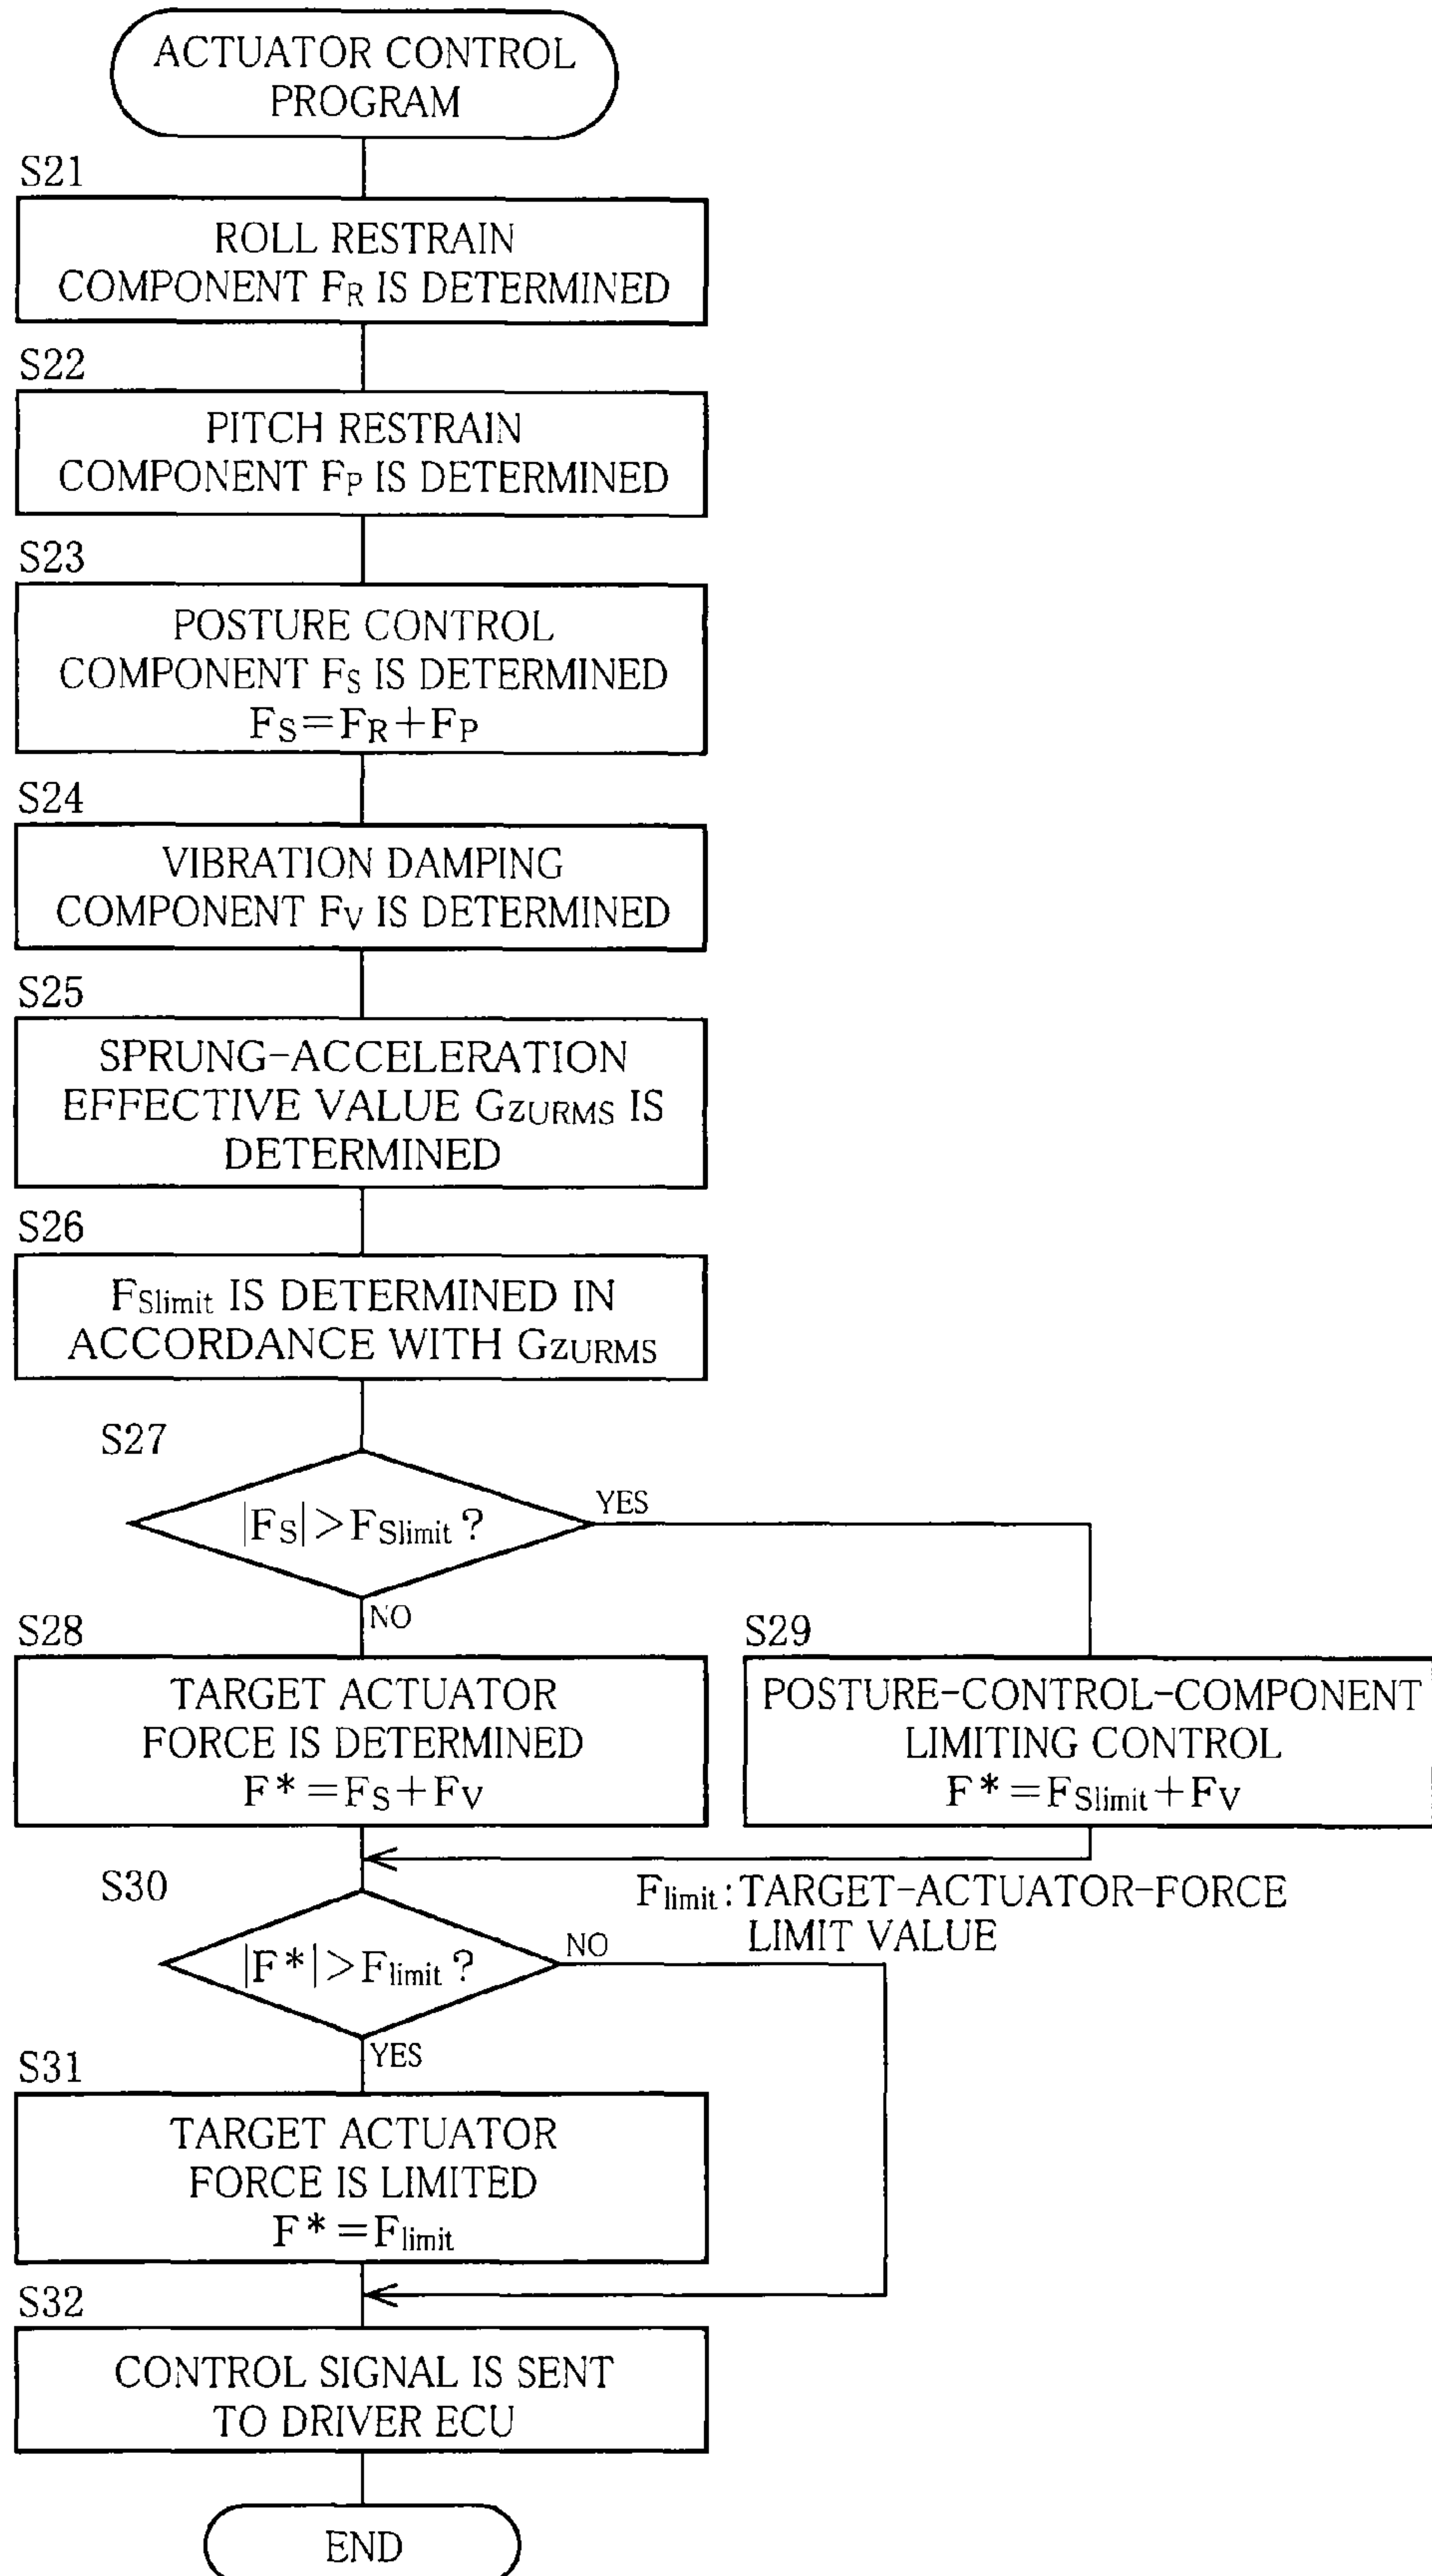 ACTUATOR CONTROL
PROGRAM
S21
ROLL RESTRAIN
COMPONENT FR IS DETERMINED
S22
PITCH RESTRAIN
COMPONENT FP IS DETERMINED
S23
POSTURE CONTROL
COMPONENT FS IS DETERMINED
FS=FR+FP
S24
VIBRATION DAMPING
COMPONENT FV IS DETERMINED
S25
SPRUNG-ACCELERATION
EFFECTIVE VALUE GZURMS IS
DETERMINED
S26
FSlimit IS DETERMINED IN
ACCORDANCE WITH GZURMS
S27
|FS|>FSlimit?
YES
NO
S28
TARGET ACTUATOR
FORCE IS DETERMINED
F*=FS+FV
S29
POSTURE-CONTROL-COMPONENT
LIMITING CONTROL
F*=FSlimit+FV
Flimit:TARGET-ACTUATOR-FORCE
LIMIT VALUE
S30
|F*|>Flimit?
NO
YES
S31
TARGET ACTUATOR
FORCE IS LIMITED
F*=Flimit
S32
CONTROL SIGNAL IS SENT
TO DRIVER ECU
END